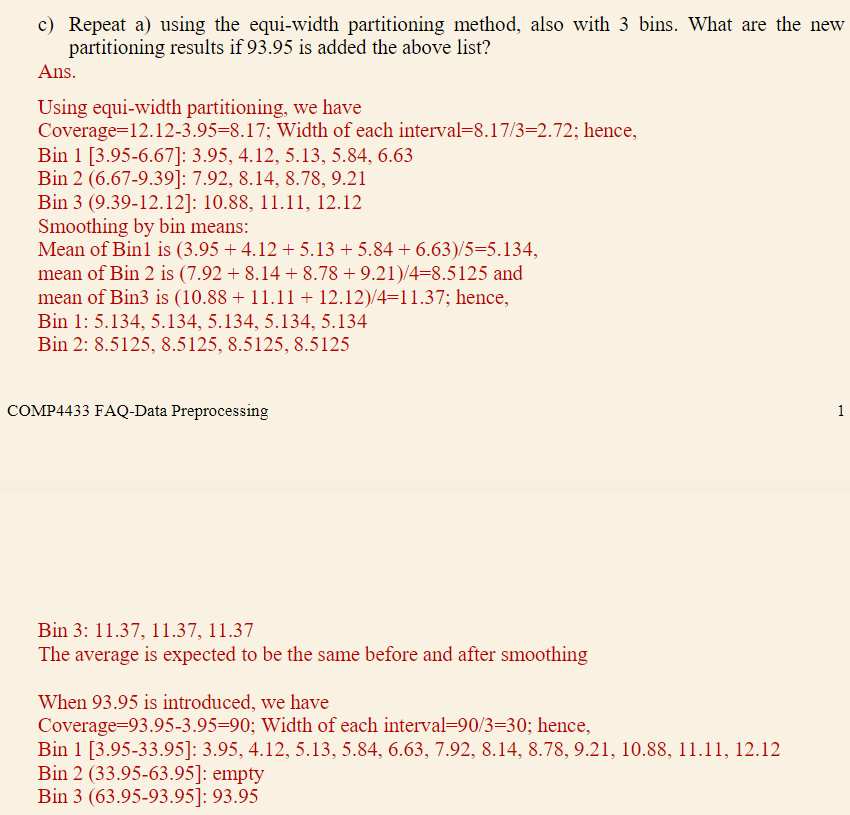 c) Repeat a) using the equi-width partitioning method, also with 3 bins. What are the new
partitioning results if 93.95 is added the above list?
Ans.
Using equi-width partitioning, we have
Coverage=12.12-3.95=8.17; Width of each interval=8.17/3=2.72; hence,
Bin 1 [3.95-6.67]: 3.95, 4.12, 5.13, 5.84, 6.63
Bin 2 (6.67-9.39]: 7.92, 8.14, 8.78, 9.21
Bin 3 (9.39-12.12]: 10.88, 11.11, 12.12
Smoothing by bin means:
Mean of Bin1 is (3.95 + 4.12 + 5.13 + 5.84 + 6.63)/5=5.134,
mean of Bin 2 is (7.92 + 8.14 + 8.78 + 9.21)/4=8.5125 and
mean of Bin3 is (10.88 + 11.11 + 12.12)/4=11.37; hence,
Bin 1: 5.134, 5.134, 5.134, 5.134, 5.134
Bin 2: 8.5125, 8.5125, 8.5125, 8.5125
COMP4433 FAQ-Data Preprocessing 1
Bin 3: 11.37, 11.37, 11.37
The average is expected to be the same before and after smoothing
When 93.95 is introduced, we have
Coverage=93.95-3.95=90; Width of each interval=90/3=30; hence,
Bin 1 [3.95-33.95]: 3.95, 4.12, 5.13, 5.84, 6.63, 7.92, 8.14, 8.78, 9.21, 10.88, 11.11, 12.12
Bin 2 (33.95-63.95]: empty
Bin 3 (63.95-93.95]: 93.95